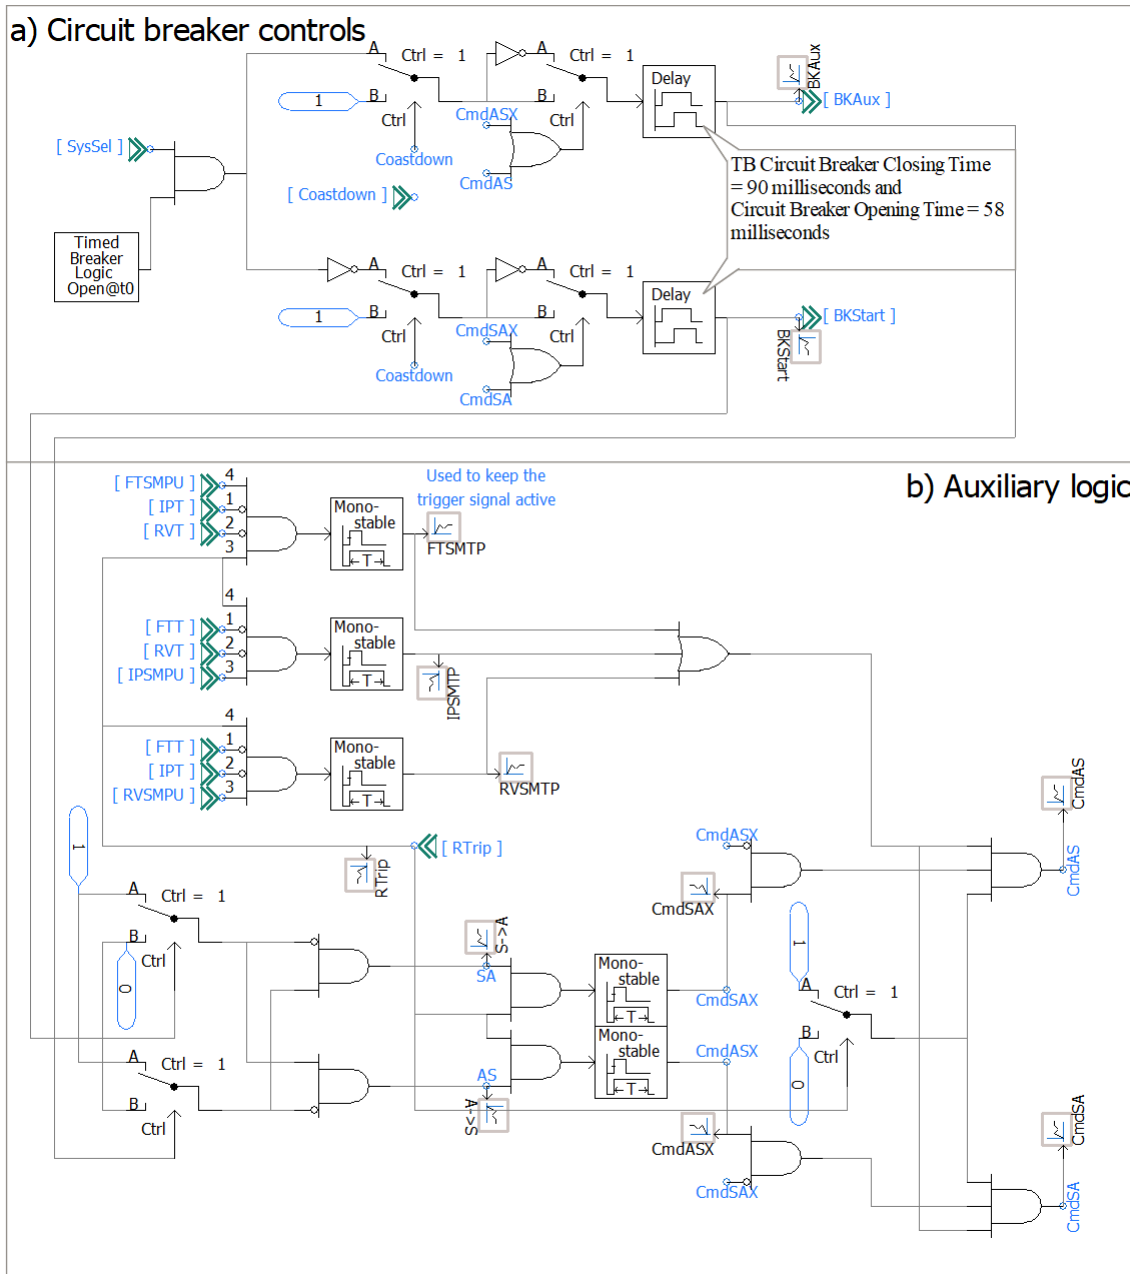 a) Circuit breaker controls
A
Ctrl = 1
B
1
Ctrl
Coastdown
[ Coastdown ]
A
Ctrl = 1
B
Ctrl
CmdASX
CmdAS
Delay
BKAux
[ BKAux ]
[ SysSel ]
Timed
Breaker
Logic
Open@t0
TB Circuit Breaker Closing Time
= 90 milliseconds and
Circuit Breaker Opening Time = 58
milliseconds
A
Ctrl = 1
B
1
Ctrl
Coastdown
A
Ctrl = 1
B
Ctrl
CmdSAX
CmdSA
Delay
[ BKStart ]
BKStart
b) Auxiliary logic
Used to keep the
trigger signal active
[ FTSMPU ]
4
[ IPT ]
1
[ RVT ]
2
3
Mono-
stable
T
FTSMTP
4
[ FTT ]
1
[ RVT ]
2
[ IPSMPU ]
3
Mono-
stable
T
IPSMTP
4
[ FTT ]
1
[ IPT ]
2
[ RVSMPU ]
3
Mono-
stable
T
RVSMTP
[ RTrip ]
RTrip
1
A
Ctrl = 1
B
Ctrl
0
A
Ctrl = 1
B
Ctrl
S->A
SA
AS
A->S
Mono-
stable
T
Mono-
stable
T
CmdASX
CmdSAX
CmdSAX
CmdASX
CmdASX
CmdSAX
1
A
Ctrl = 1
B
Ctrl
0
CmdAS
CmdAS
CmdSA
CmdSA